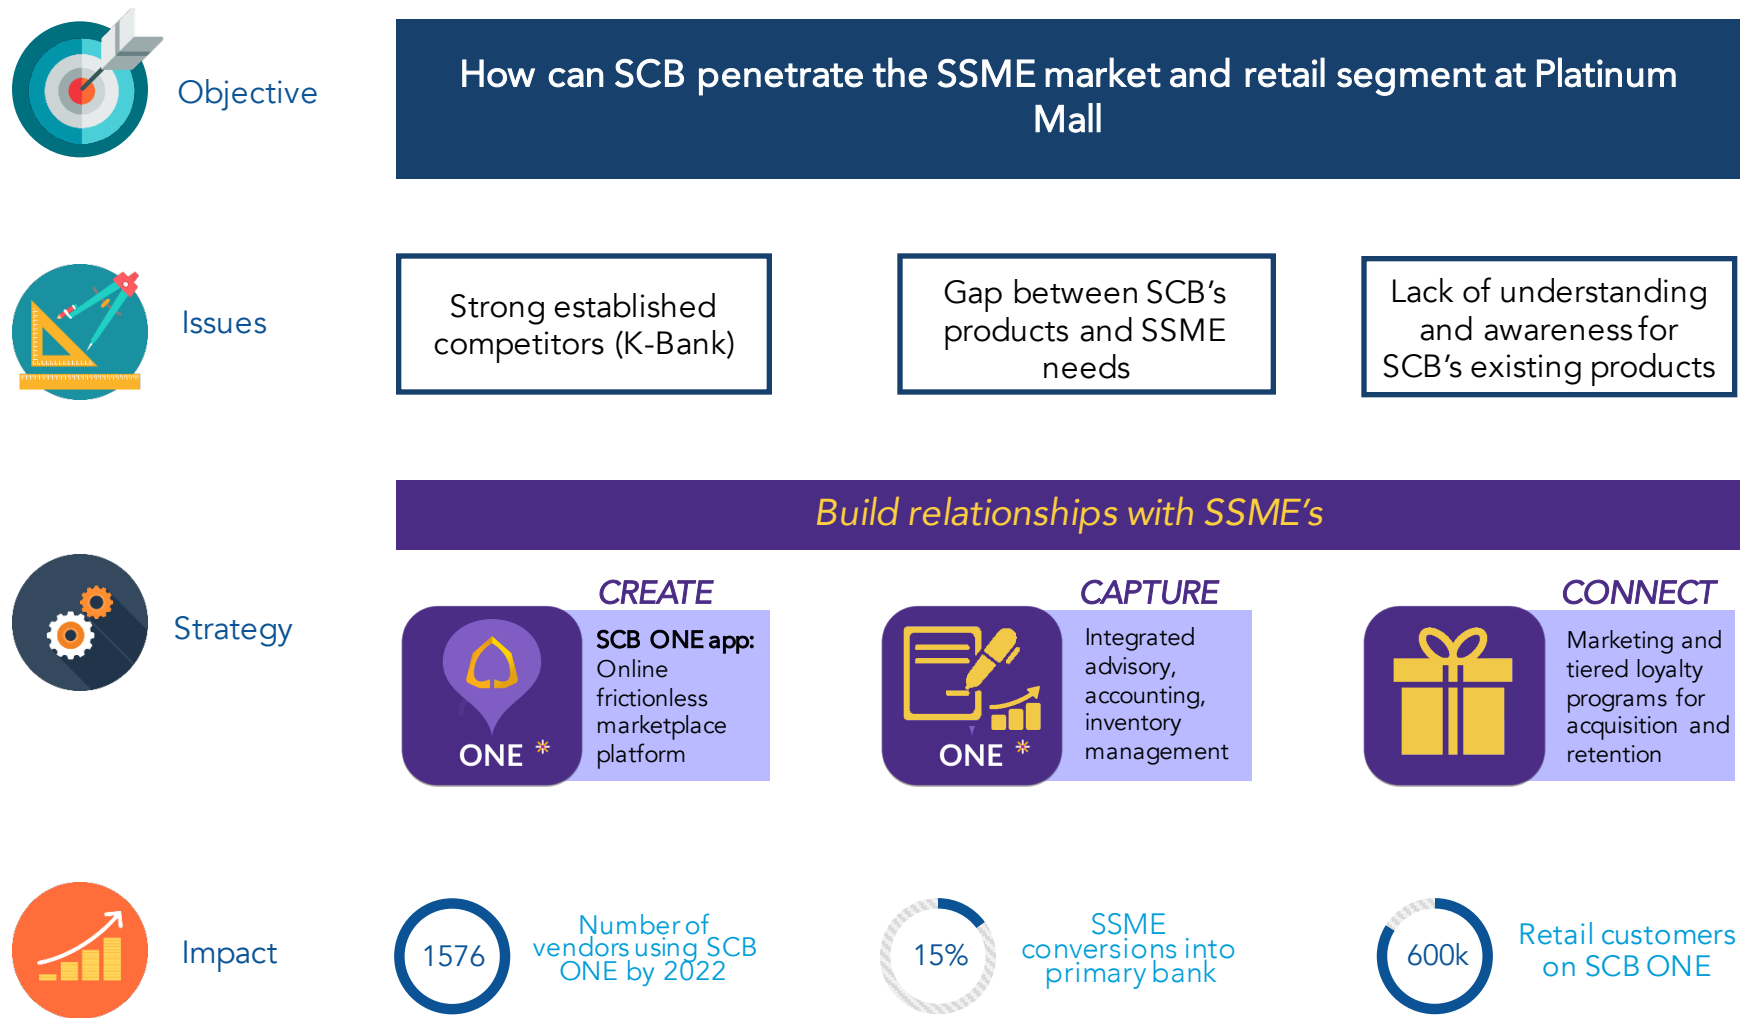 Objective
How can SCB penetrate the SSME market and retail segment at Platinum
Mall
Issues
Strong established
competitors (K-Bank)
Gap between SCB's
products and SSME
needs
Lack of understanding
and awareness for
SCB's existing products
Strategy
Build relationships with SSME's
CREATE
SCB ONE app:
Online
frictionless
marketplace
platform
ONE
CAPTURE
Integrated
advisory,
accounting,
inventory
management
ONE
CONNECT
Marketing and
tiered loyalty
programs for
acquisition and
retention
Impact
1576
Number of
vendors using SCB
ONE by 2022
15%
SSME
conversions into
primary bank
600k
Retail customers
on SCB ONE